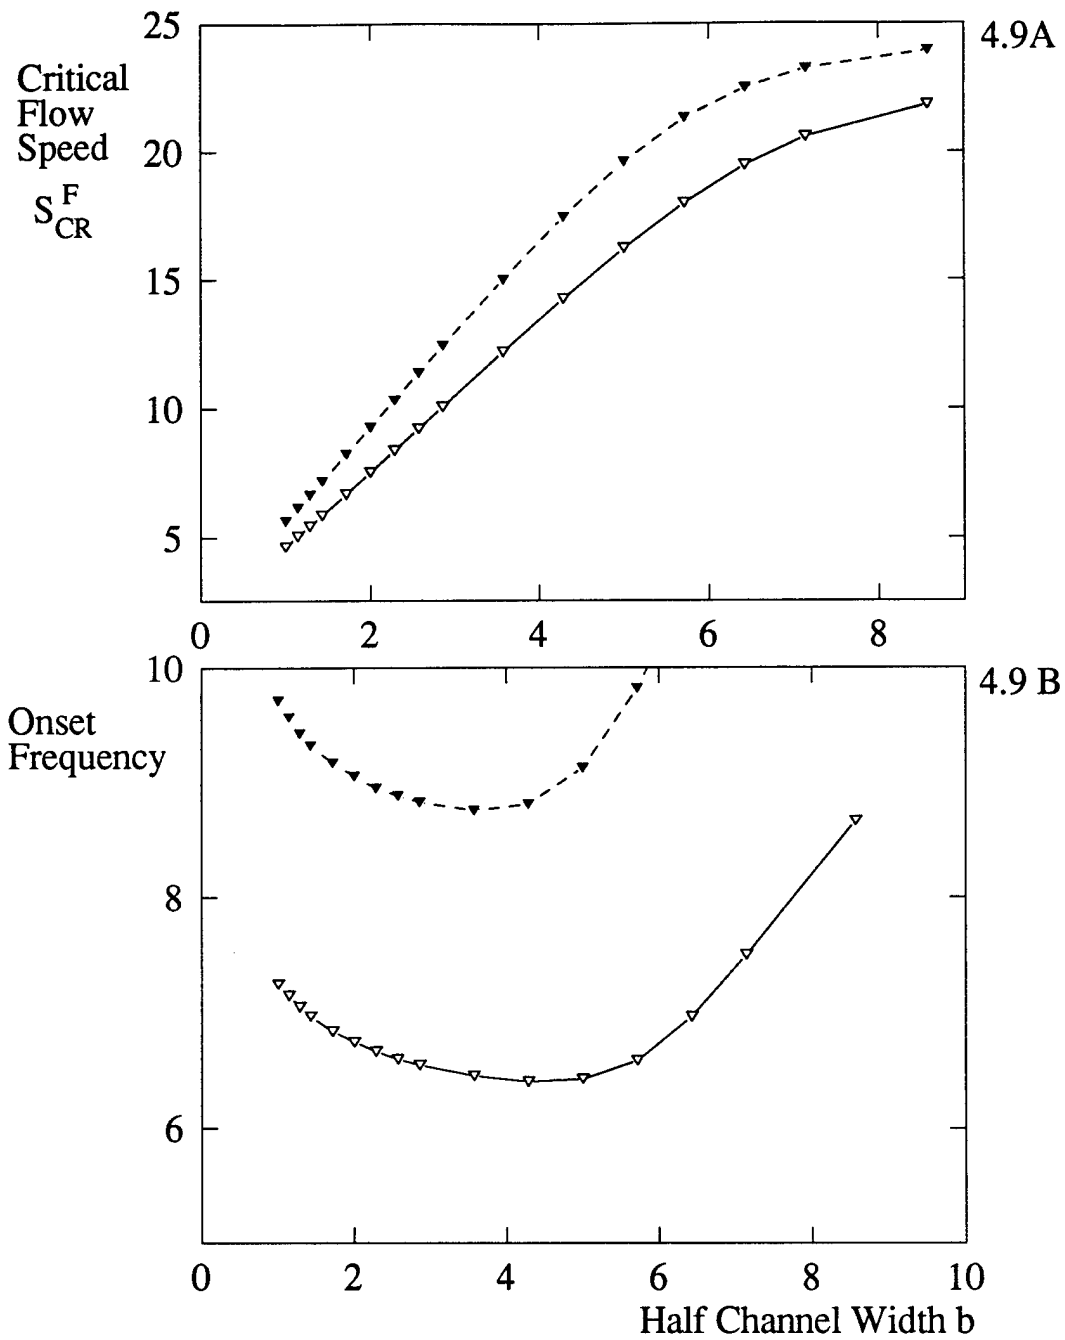 25
4.9A
Critical
Flow
Speed
20
S^F_CR
15
10
5
0 2 4 6 8
10
4.9 B
Onset
Frequency
8
6
0 2 4 6 8 10
Half Channel Width b